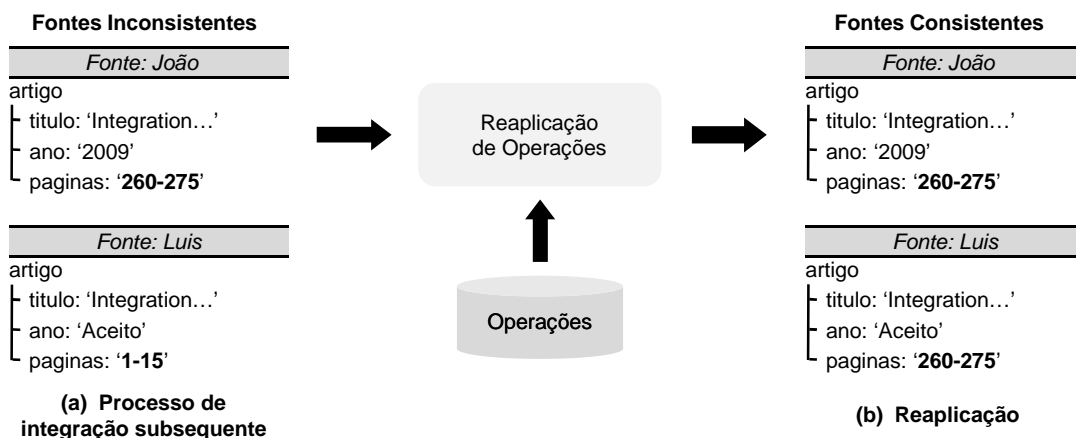 Fontes Inconsistentes
Fonte: João
artigo
titulo: ‘Integration…’
ano: ‘2009’
paginas: ‘260-275’
Fonte: Luis
artigo
titulo: ‘Integration…’
ano: ‘Aceito’
paginas: ‘1-15’
(a) Processo de
integração subsequente
Reaplicação
de Operações
Operações
Fontes Consistentes
Fonte: João
artigo
titulo: ‘Integration…’
ano: ‘2009’
paginas: ‘260-275’
Fonte: Luis
artigo
titulo: ‘Integration…’
ano: ‘Aceito’
paginas: ‘260-275’
(b) Reaplicação